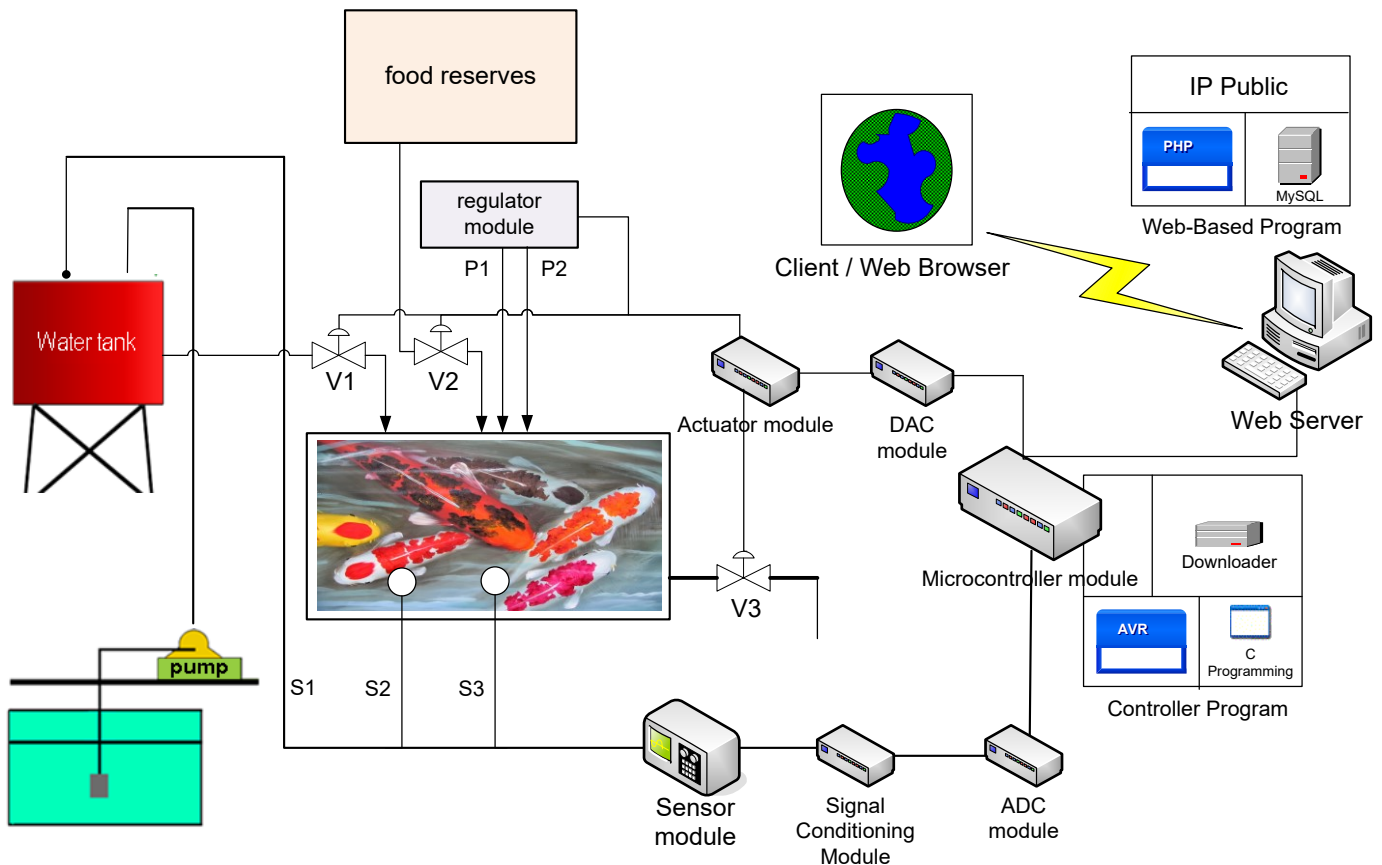 food reserves
IP Public
PHP
MySQL
Web-Based Program
regulator
module
P1
P2
Client / Web Browser
Water tank
V1
V2
Actuator module
DAC
module
Web Server
Microcontroller module
Downloader
V3
AVR
C
Programming
Controller Program
pump
S1
S2
S3
Sensor
module
Signal
Conditioning
Module
ADC
module